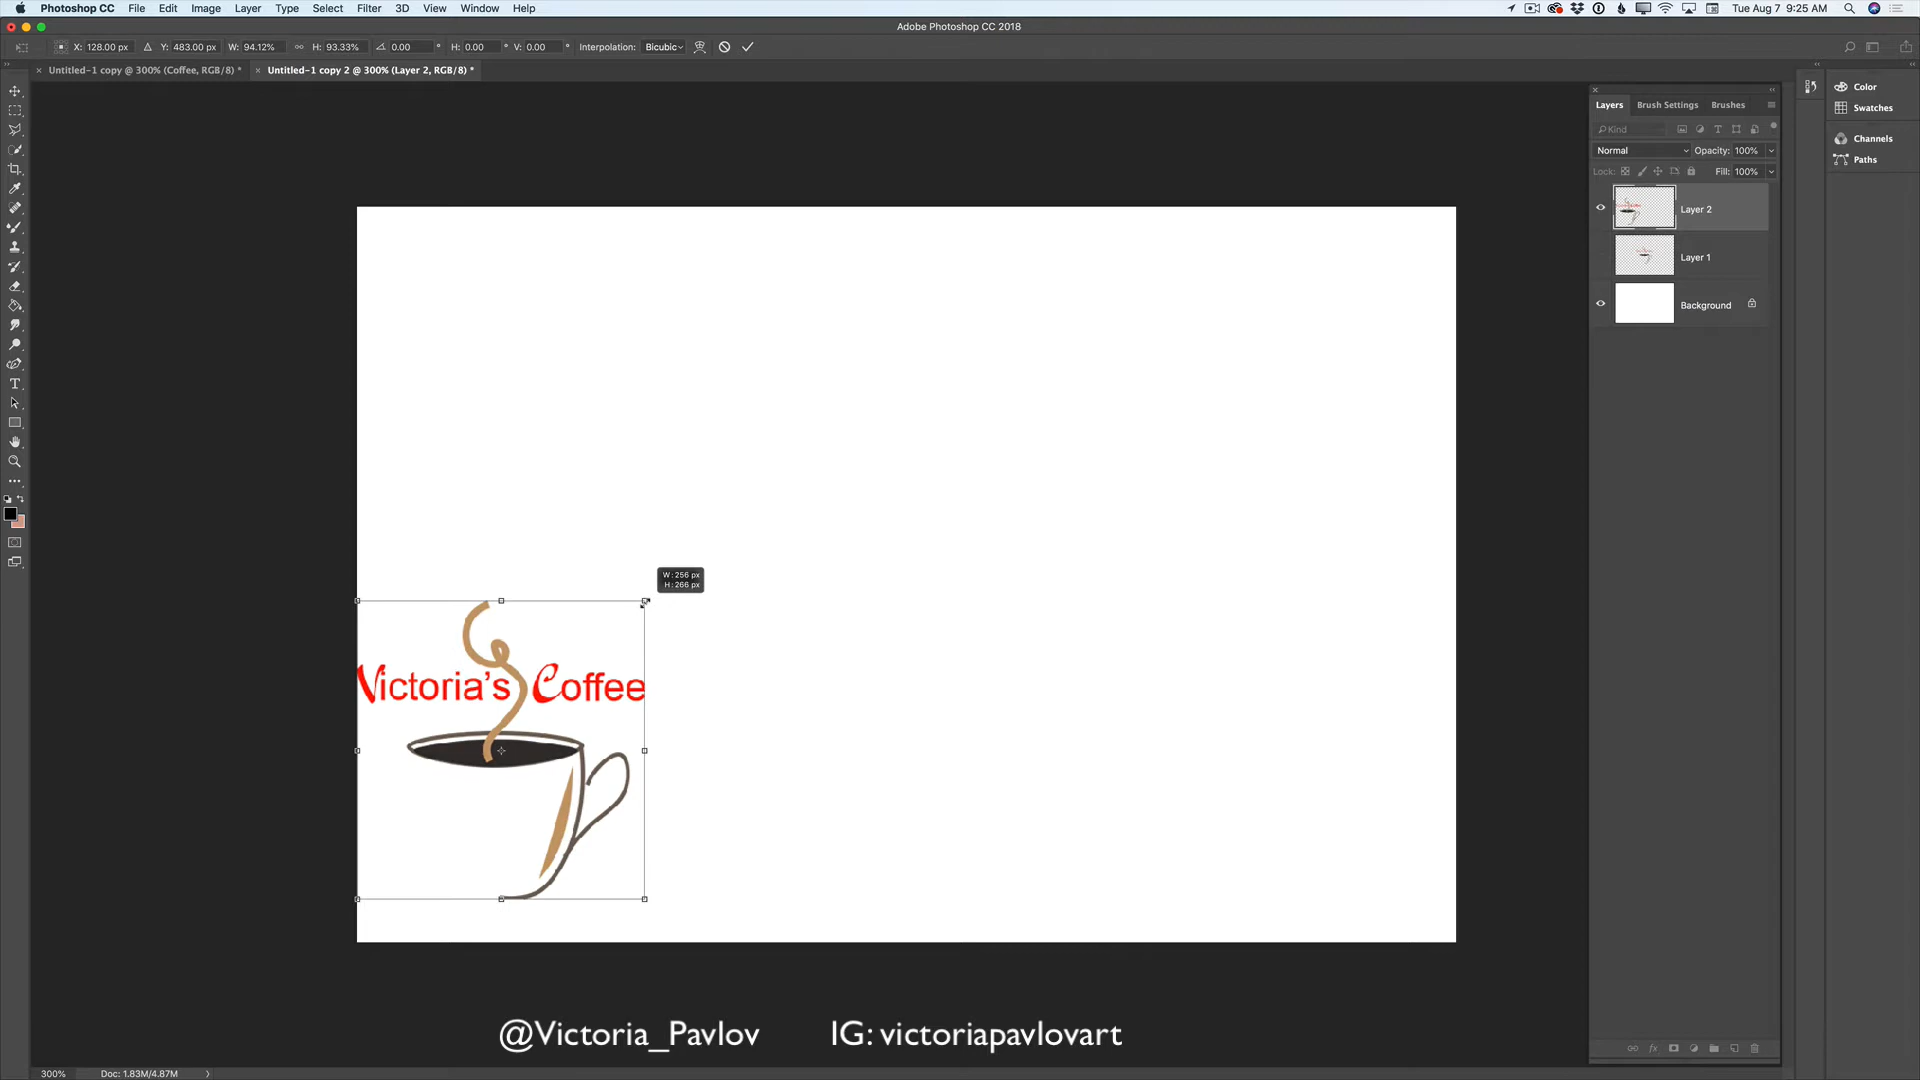 Photoshop CC File Edit Image Layer Type Select Filter 3D View Window Help Tue Aug 7 9:25 AM
Adobe Photoshop CC 2018
X: 128.00 px Y: 483.00 px W: 94.12% H: 93.33% 0.00 ° H: 0.00 ° V: 0.00 ° Interpolation: Bicubic
Untitled-1 copy @ 300% (Coffee, RGB/8) * Untitled-1 copy 2 @ 300% (Layer 2, RGB/8) *
Layers Brush Settings Brushes
Kind
Normal Opacity: 100%
Lock: Fill: 100%
Layer 2
Layer 1
Background
Color
Swatches
Channels
Paths
W: 256 px
H: 266 px
Victoria's Coffee
@Victoria_Pavlov IG: victoriapavlovart
300% Doc: 1.83M/4.87M